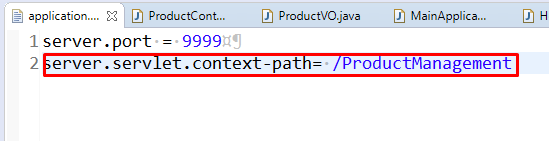 application....
ProductCont...
ProductVO.java
MainApplica...
H
1 server.port = 9999
2 server.servlet.context-path= /ProductManagement